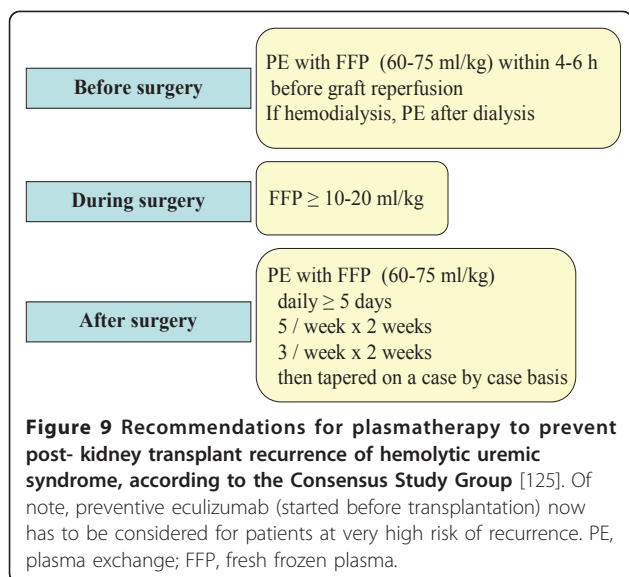 Before surgery
PE with FFP (60-75 ml/kg) within 4-6 h
before graft reperfusion
If hemodialysis, PE after dialysis
During surgery
FFP ≥ 10-20 ml/kg
After surgery
PE with FFP (60-75 ml/kg)
daily ≥ 5 days
5 / week x 2 weeks
3 / week x 2 weeks
then tapered on a case by case basis
Figure 9 Recommendations for plasmatherapy to prevent
post- kidney transplant recurrence of hemolytic uremic
syndrome, according to the Consensus Study Group [125]. Of
note, preventive eculizumab (started before transplantation) now
has to be considered for patients at very high risk of recurrence. PE,
plasma exchange; FFP, fresh frozen plasma.